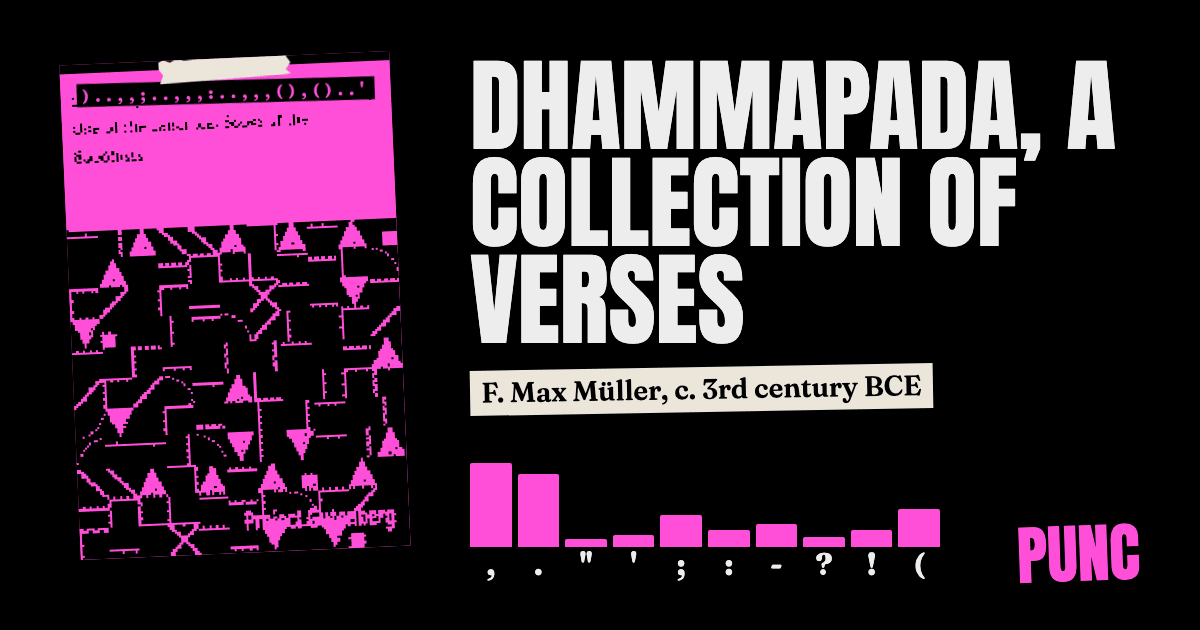 ).,,,;.,,,:.,,,(),()..'
DHAMMAPADA, A
COLLECTION OF
VERSES
F. Max Müller, c. 3rd century BCE
, . " ' ; : - ? ! (
Project Gutenberg
PUNC